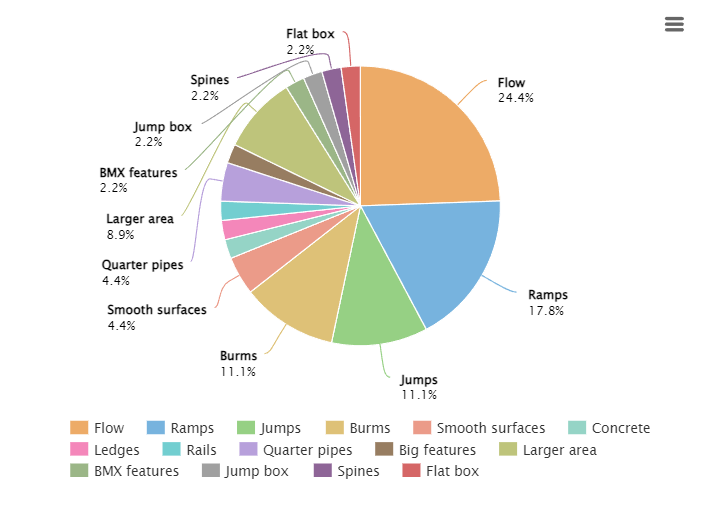 Flat box
2.2%
Flow
24.4%
Spines
2.2%
Jump box
2.2%
BMX features
2.2%
Larger area
8.9%
Quarter pipes
4.4%
Ramps
17.8%
Smooth surfaces
4.4%
Burms
11.1%
Jumps
11.1%
Flow Ramps Jumps Burms Smooth surfaces Concrete
Ledges Rails Quarter pipes Big features Larger area
BMX features Jump box Spines Flat box